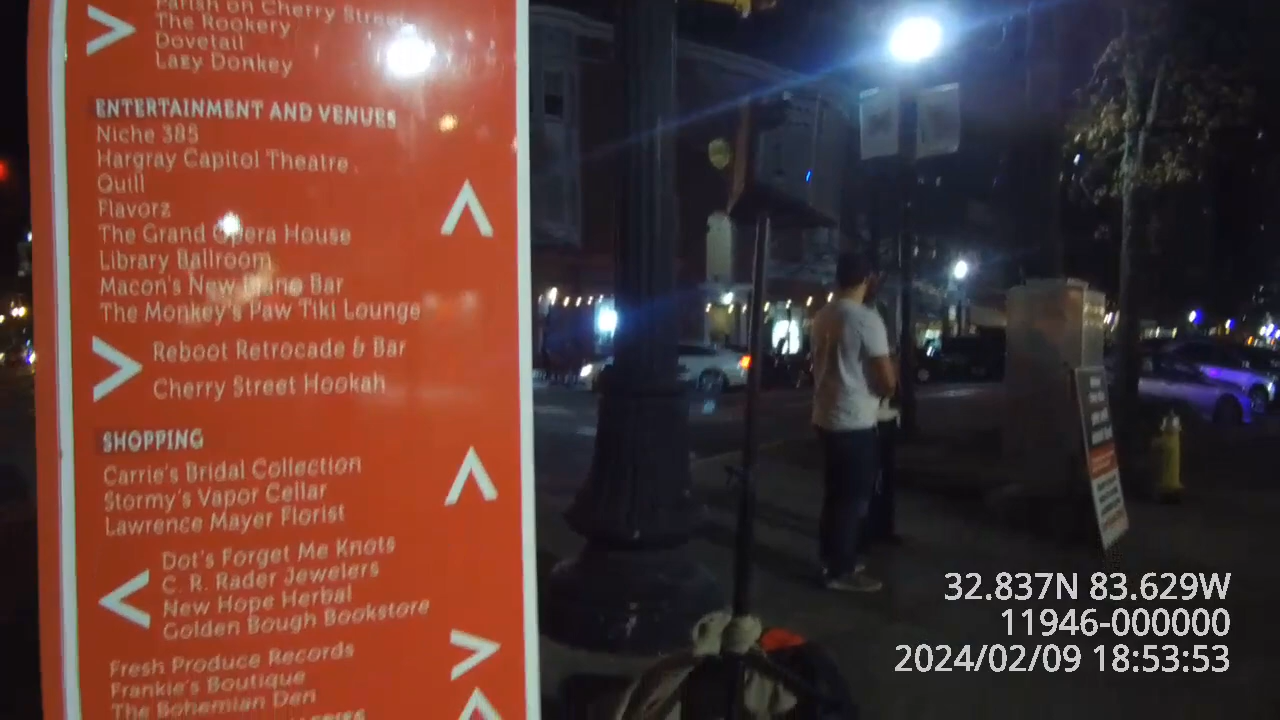 Parish on Cherry Street
The Rookery
Dovetail
Lazy Donkey
ENTERTAINMENT AND VENUES
Niche 385
Hargray Capitol Theatre
Quill
Flavorz
The Grand Opera House
Library Ballroom
Macon's New Piano Bar
The Monkey's Paw Tiki Lounge
Reboot Retrocade & Bar
Cherry Street Hookah
SHOPPING
Carrie's Bridal Collection
Stormy's Vapor Cellar
Lawrence Mayer Florist
Dot's Forget Me Knots
C. R. Rader Jewelers
New Hope Herbal
Golden Bough Bookstore
Fresh Produce Records
Frankie's Boutique
The Bohemian Den
32.837N 83.629W
11946-000000
2024/02/09 18:53:53